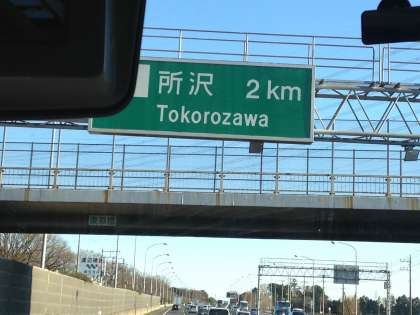 所沢 2 km
Tokorozawa